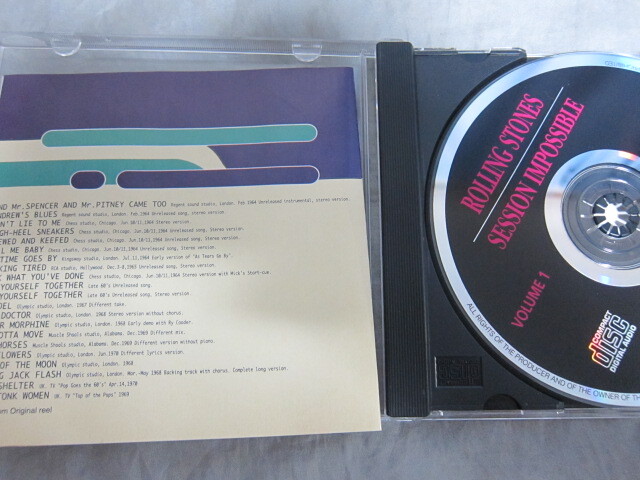 ND Mr.SPENCER AND Mr.PITNEY CAME TOO Regent sound studio, London. Feb.1964 Unreleased instrumental, stereo version.
NDREW'S BLUES Regent sound studio, London. Feb.1964 Unreleased song, stereo version
N'T LIE TO ME Chess studio, Chicago. Jun.10/11,1964 Stereo version.
GH-HEEL SNEAKERS Chess studio, Chicago. Jun.10/11,1964 Unreleased song, Stereo version.
EWED AND KEEFED Chess studio, Chicago. Jun.10/11,1964 Unreleased song, Stereo version.
L ME BABY Chess studio, Chicago. Jun.10/11,1964 Unreleased song. Stereo version.
TIME GOES BY Kingsway studio, London. Jul.11,1964 Early version of "As Tears Go By".
KING TIRED RCA studio, Hollywood. Dec.3-8,1965 Unreleased song, Stereo version.
K WHAT YOU'VE DONE Chess studio, Chicago. Jun.10/11,1964 Stereo version with Mick's
YOURSELF TOGETHER Late 60's Unreleased song.
YOURSELF TOGETHER Late 60's Unreleased song, Stereo version
EL Olympic studio, London. 1967 Different take.
DOCTOR Olympic studio, London. 1968 Stereo version without chorus.
R MORPHINE Olympic studio, London. 1968 Early demo with Ry Cooder.
OTTA MOVE Muscle Shoals studio, Alabama. Dec.1969 Different mix.
HORSES Muscle Shoals studio, Alabama. Dec.1969 Different version without piano.
FLOWERS Olympic studio, London. Jun.1970 Different lyrics version.
OF THE MOON Olympic studio, London. 1968
G JACK FLASH Olympic studio, London. Mar.-May 1968 Backing track with chorus. Complete long version.
SHELTER UK. TV "Pop Goes the 60's" Apr.14,1970
TONK WOMEN UK. TV "Top of the Pops" 1969
om Original reel
ROLLING STONES
SESSION IMPOSSIBLE
VOLUME 1
COMPACT
disc
DIGITAL AUDIO
ALL RIGHTS OF THE PRODUCER AND OF THE OWNER OF THE